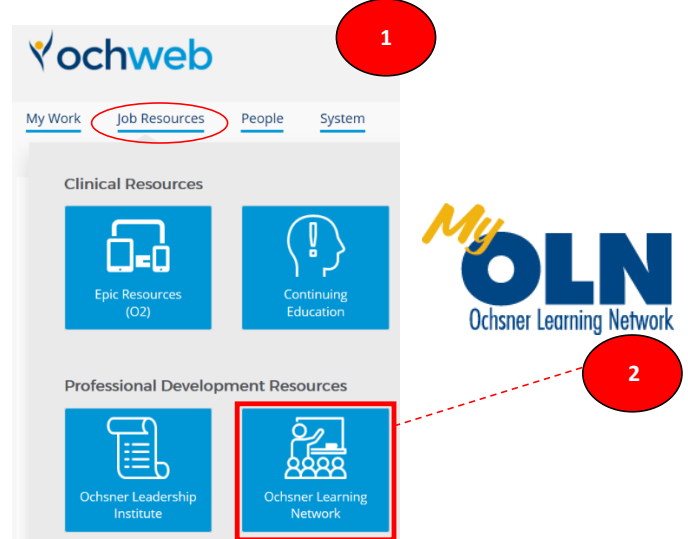 1
ochweb
My Work Job Resources People System
Clinical Resources
Epic Resources
(O2)
Continuing
Education
My
OLN
Ochsner Learning Network
2
Professional Development Resources
Ochsner Leadership
Institute
Ochsner Learning
Network